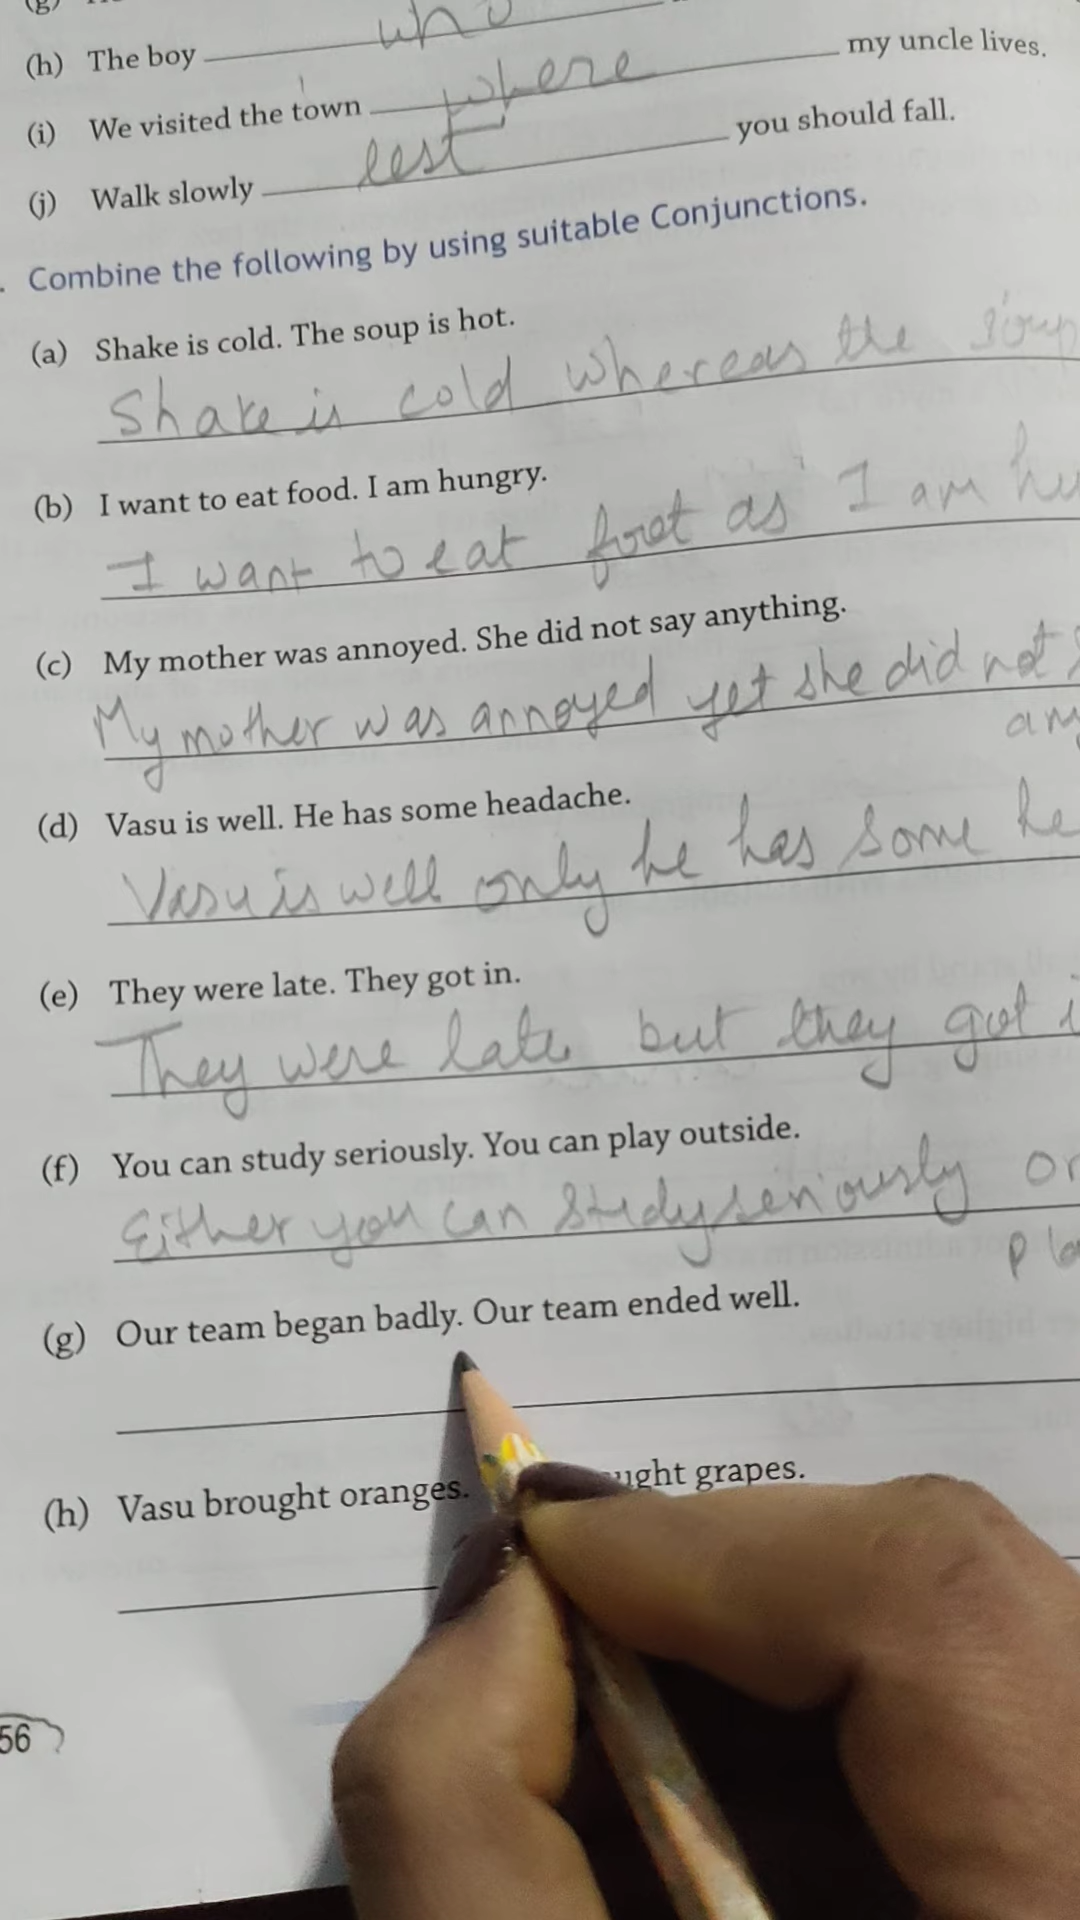 (g)
(h) The boy who
(i) We visited the town where my uncle lives.
(j) Walk slowly lest you should fall.
. Combine the following by using suitable Conjunctions.
(a) Shake is cold. The soup is hot.
Shake is cold whereas the soup
(b) I want to eat food. I am hungry.
I want to eat as I am hu
(c) My mother was annoyed. She did not say anything.
My mother was annoyed yet she did not
any
(d) Vasu is well. He has some headache.
Vasu is well only he has some he
(e) They were late. They got in.
They were late but they got i
(f) You can study seriously. You can play outside.
Either you can study seriously or
pla
(g) Our team began badly. Our team ended well.
(h) Vasu brought oranges. ught grapes.
56